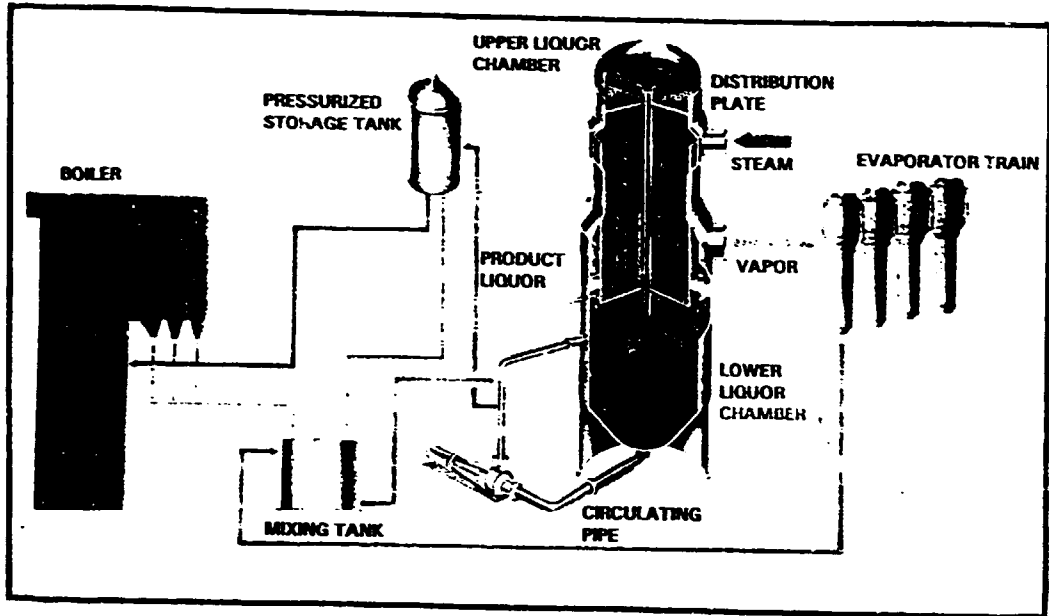 UPPER LIQUOR
CHAMBER
DISTRIBUTION
PLATE
PRESSURIZED
STORAGE TANK
STEAM
EVAPORATOR TRAIN
BOILER
PRODUCT
LIQUOR
VAPOR
LOWER
LIQUOR
CHAMBER
CIRCULATING
PIPE
MIXING TANK